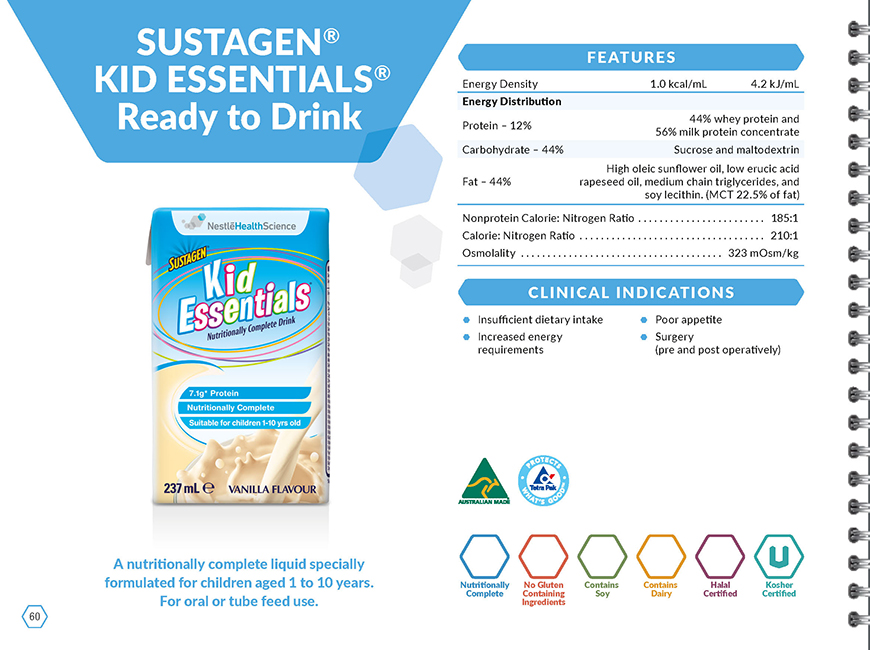 SUSTAGEN®
KID ESSENTIALS®
Ready to Drink
NestléHealthScience
SUSTAGEN
Kid
Essentials
Nutritionally Complete Drink
7.1g* Protein
Nutritionally Complete
Suitable for children 1-10 yrs old
237 mL ℮ VANILLA FLAVOUR
A nutritionally complete liquid specially
formulated for children aged 1 to 10 years.
For oral or tube feed use.
60
FEATURES
Energy Density 1.0 kcal/mL 4.2 kJ/mL
Energy Distribution
Protein – 12% 44% whey protein and
56% milk protein concentrate
Carbohydrate – 44% Sucrose and maltodextrin
Fat – 44% High oleic sunflower oil, low erucic acid
rapeseed oil, medium chain triglycerides, and
soy lecithin. (MCT 22.5% of fat)
Nonprotein Calorie: Nitrogen Ratio . . . . . . . . . . . . . . . . . . . . . . . 185:1
Calorie: Nitrogen Ratio . . . . . . . . . . . . . . . . . . . . . . . . . . . . . . . . . 210:1
Osmolality . . . . . . . . . . . . . . . . . . . . . . . . . . . . . . . . . . . . 323 mOsm/kg
CLINICAL INDICATIONS
Insufficient dietary intake
Increased energy
requirements
Poor appetite
Surgery
(pre and post operatively)
AUSTRALIAN MADE
PROTECTS
Tetra Pak
WHAT'S GOOD
Nutritionally
Complete
No Gluten
Containing
Ingredients
Contains
Soy
Contains
Dairy
Halal
Certified
U
Kosher
Certified